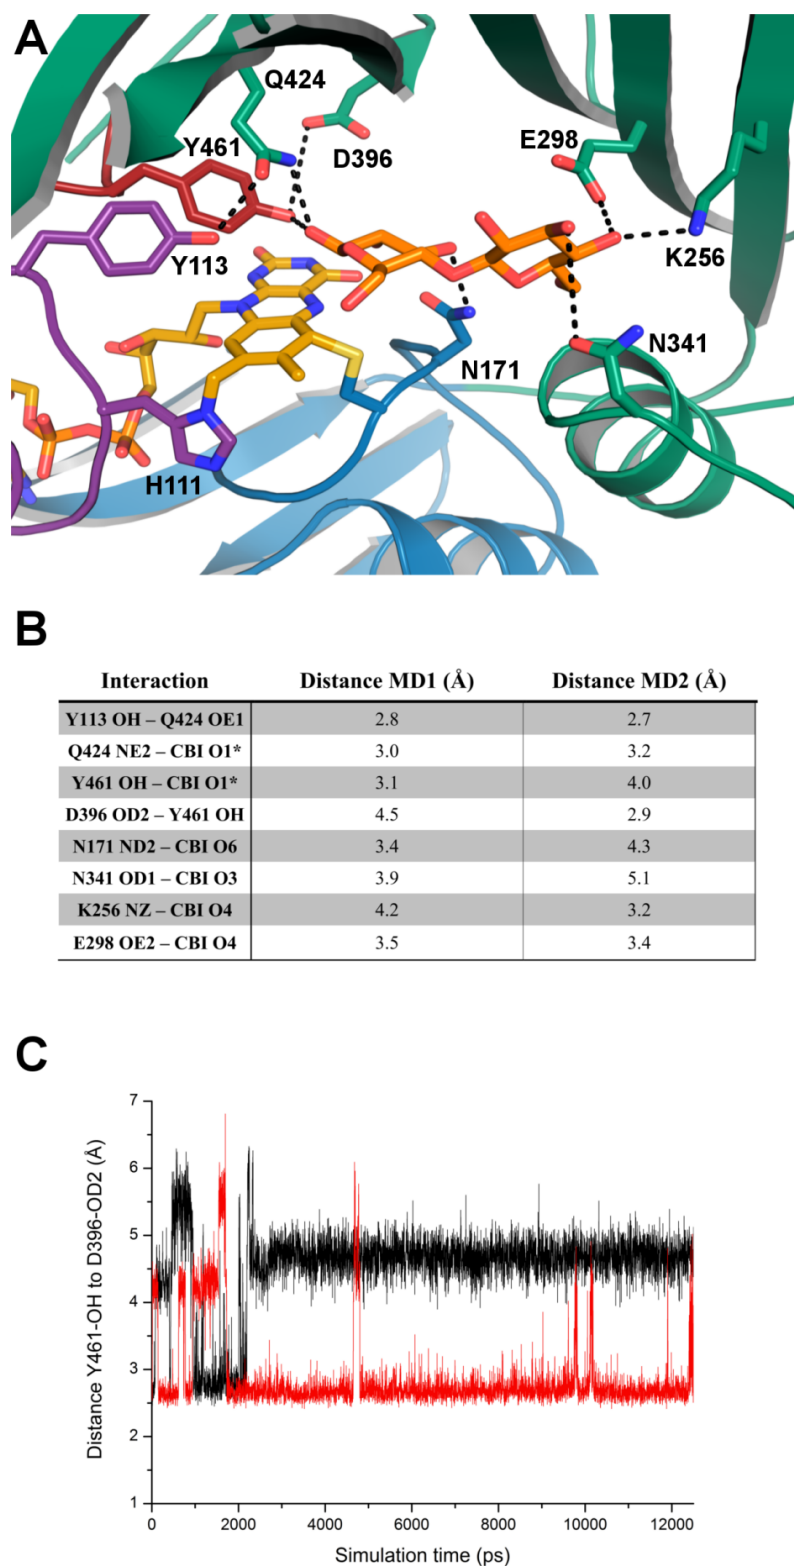 A
Q424
Y461
D396
E298
Y113
K256
N171
N341
H111
B
Interaction Distance MD1 (Å) Distance MD2 (Å)
Y113 OH – Q424 OE1 2.8 2.7
Q424 NE2 – CBI O1* 3.0 3.2
Y461 OH – CBI O1* 3.1 4.0
D396 OD2 – Y461 OH 4.5 2.9
N171 ND2 – CBI O6 3.4 4.3
N341 OD1 – CBI O3 3.9 5.1
K256 NZ – CBI O4 4.2 3.2
E298 OE2 – CBI O4 3.5 3.4
C
Distance Y461-OH to D396-OD2 (Å)
7
6
5
4
3
2
1
0 2000 4000 6000 8000 10000 12000
Simulation time (ps)